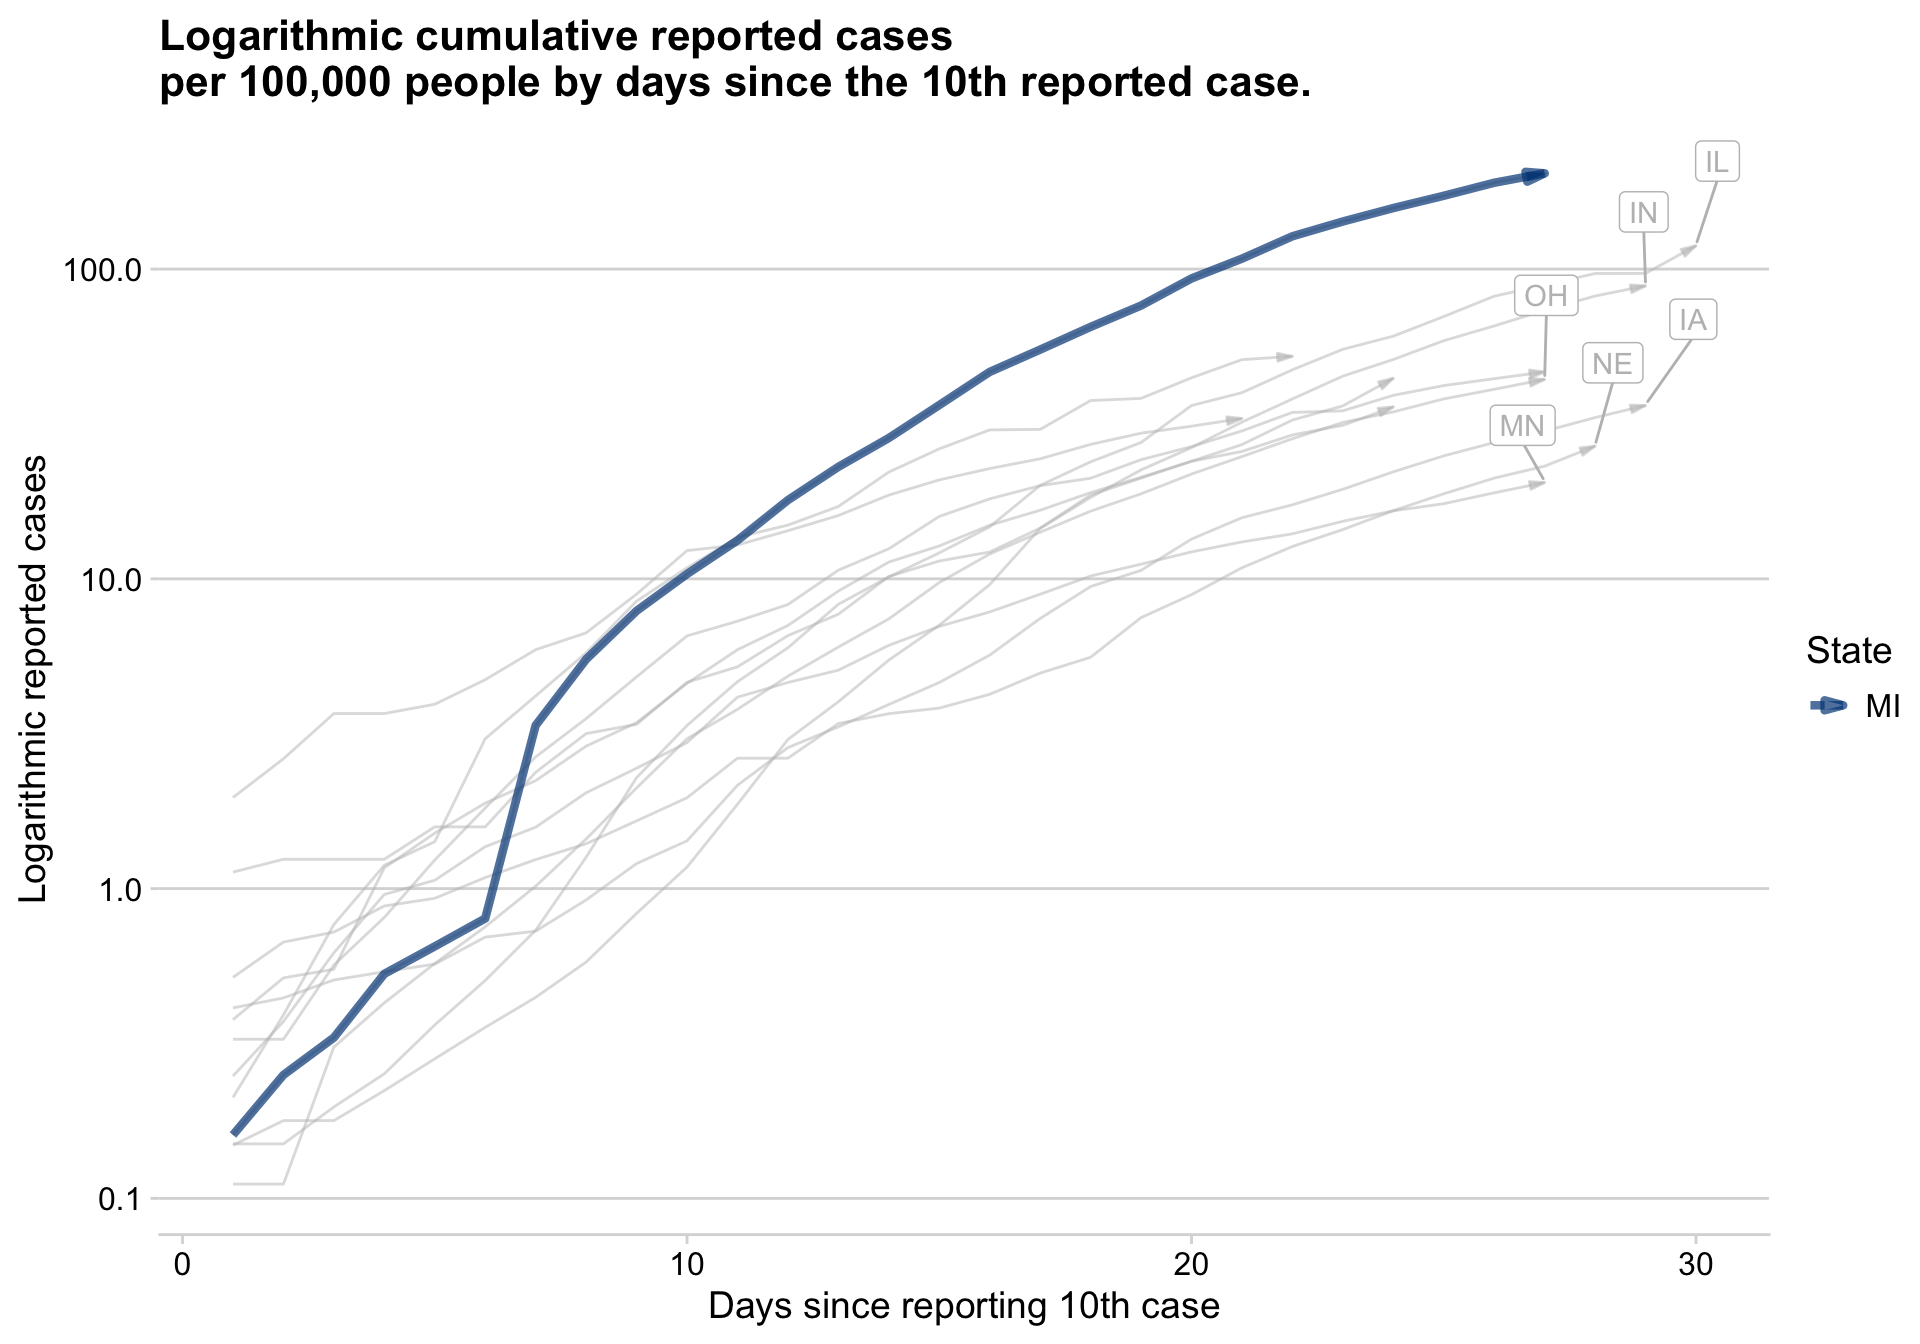 Logarithmic cumulative reported cases
per 100,000 people by days since the 10th reported case.
IL
IN
100.0
OH
IA
NE
MN
Logarithmic reported cases
10.0
State
MI
1.0
0.1
0
10
20
30
Days since reporting 10th case